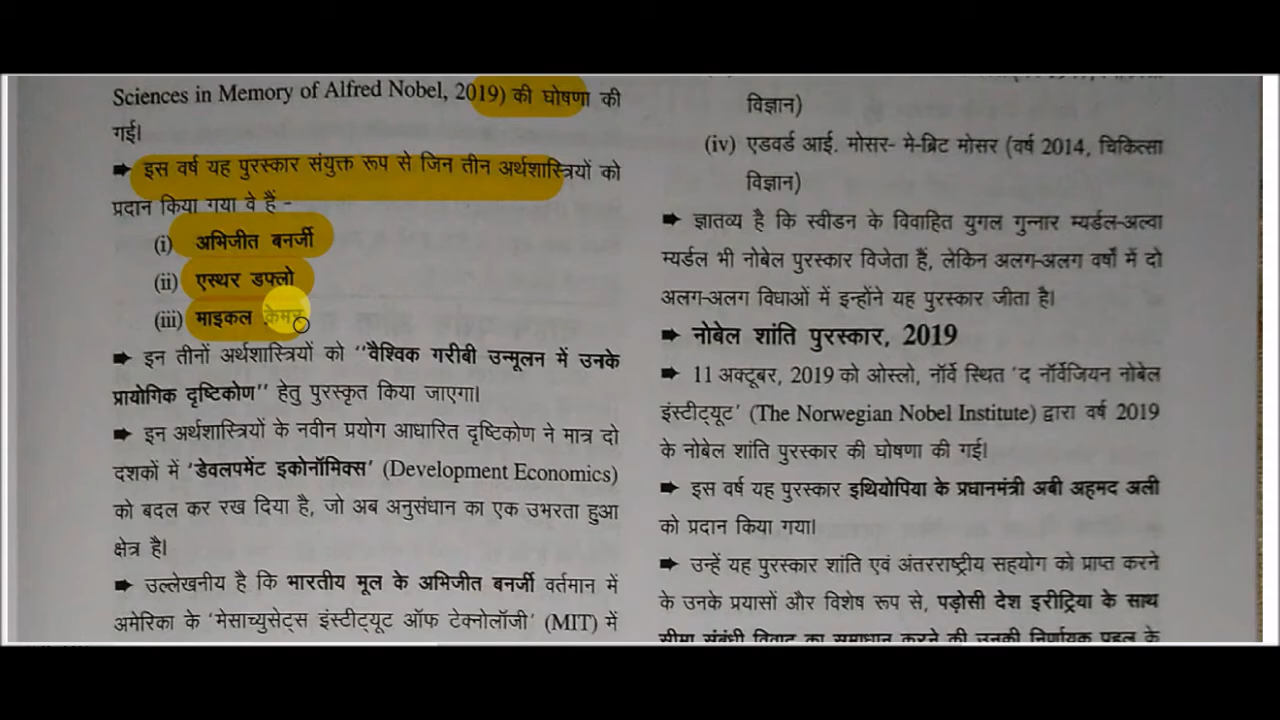 Sciences in Memory of Alfred Nobel, 2019) की घोषणा की
गई।
➡ इस वर्ष यह पुरस्कार संयुक्त रूप से जिन तीन अर्थशास्त्रियों को
प्रदान किया गया वे हैं -
(i) अभिजीत बनर्जी
(ii) एस्थर डफ्लो
(iii) माइकल क्रेमर
➡ इन तीनों अर्थशास्त्रियों को ''वैश्विक गरीबी उन्मूलन में उनके
प्रायोगिक दृष्टिकोण'' हेतु पुरस्कृत किया जाएगा।
➡ इन अर्थशास्त्रियों के नवीन प्रयोग आधारित दृष्टिकोण ने मात्र दो
दशकों में 'डेवलपमेंट इकोनॉमिक्स' (Development Economics)
को बदल कर रख दिया है, जो अब अनुसंधान का एक उभरता हुआ
क्षेत्र है।
➡ उल्लेखनीय है कि भारतीय मूल के अभिजीत बनर्जी वर्तमान में
अमेरिका के 'मेसाच्युसेट्स इंस्टीट्यूट ऑफ टेक्नोलॉजी' (MIT) में
विज्ञान)
(iv) एडवर्ड आई. मोसर- मे-ब्रिट मोसर (वर्ष 2014, चिकित्सा
विज्ञान)
➡ ज्ञातव्य है कि स्वीडन के विवाहित युगल गुन्नार म्यर्डल-अल्वा
म्यर्डल भी नोबेल पुरस्कार विजेता हैं, लेकिन अलग-अलग वर्षों में दो
अलग-अलग विधाओं में इन्होंने यह पुरस्कार जीता है।
➡ नोबेल शांति पुरस्कार, 2019
➡ 11 अक्टूबर, 2019 को ओस्लो, नॉर्वे स्थित 'द नॉर्वेजियन नोबेल
इंस्टीट्यूट' (The Norwegian Nobel Institute) द्वारा वर्ष 2019
के नोबेल शांति पुरस्कार की घोषणा की गई।
➡ इस वर्ष यह पुरस्कार इथियोपिया के प्रधानमंत्री अबी अहमद अली
को प्रदान किया गया।
➡ उन्हें यह पुरस्कार शांति एवं अंतरराष्ट्रीय सहयोग को प्राप्त करने
के उनके प्रयासों और विशेष रूप से, पड़ोसी देश इरीट्रिया के साथ
सीमा संबंधी विवाद का समाधान करने की उनकी निर्णायक पहल के